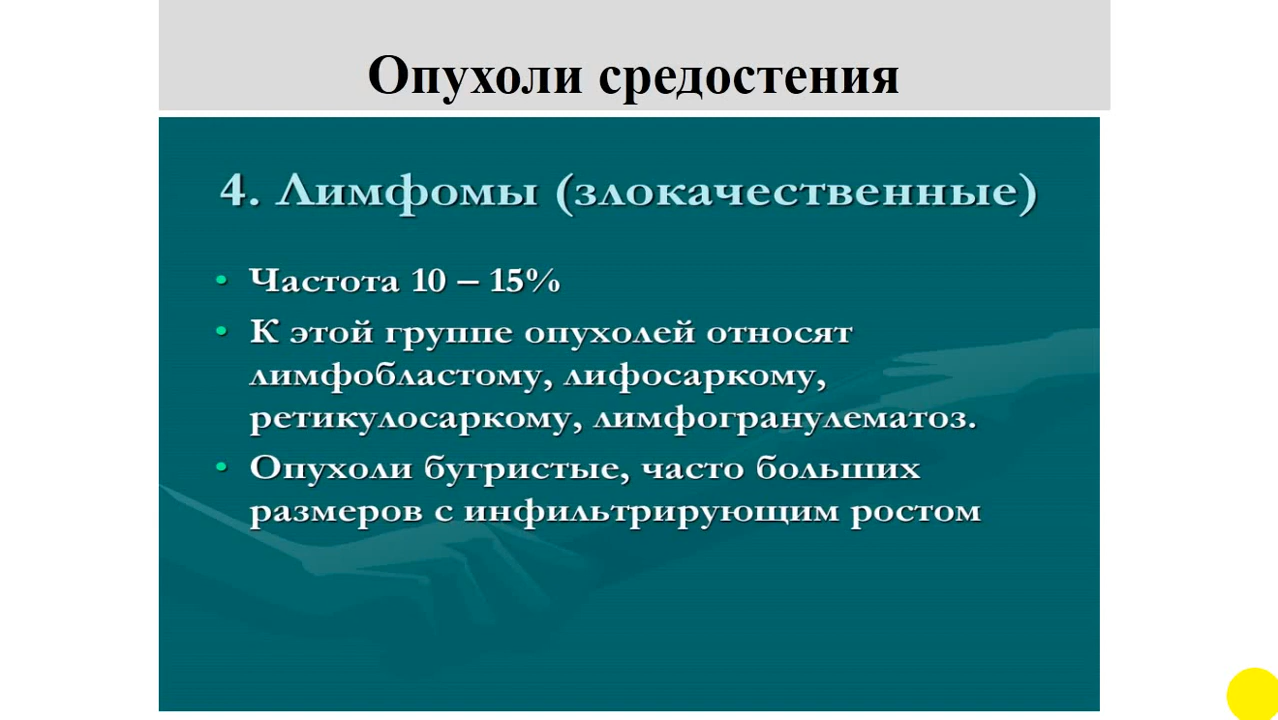 Опухоли средостения
4. Лимфомы (злокачественные)
• Частота 10 – 15%
• К этой группе опухолей относят
лимфобластому, лифосаркому,
ретикулосаркому, лимфогранулематоз.
• Опухоли бугристые, часто больших
размеров с инфильтрирующим ростом